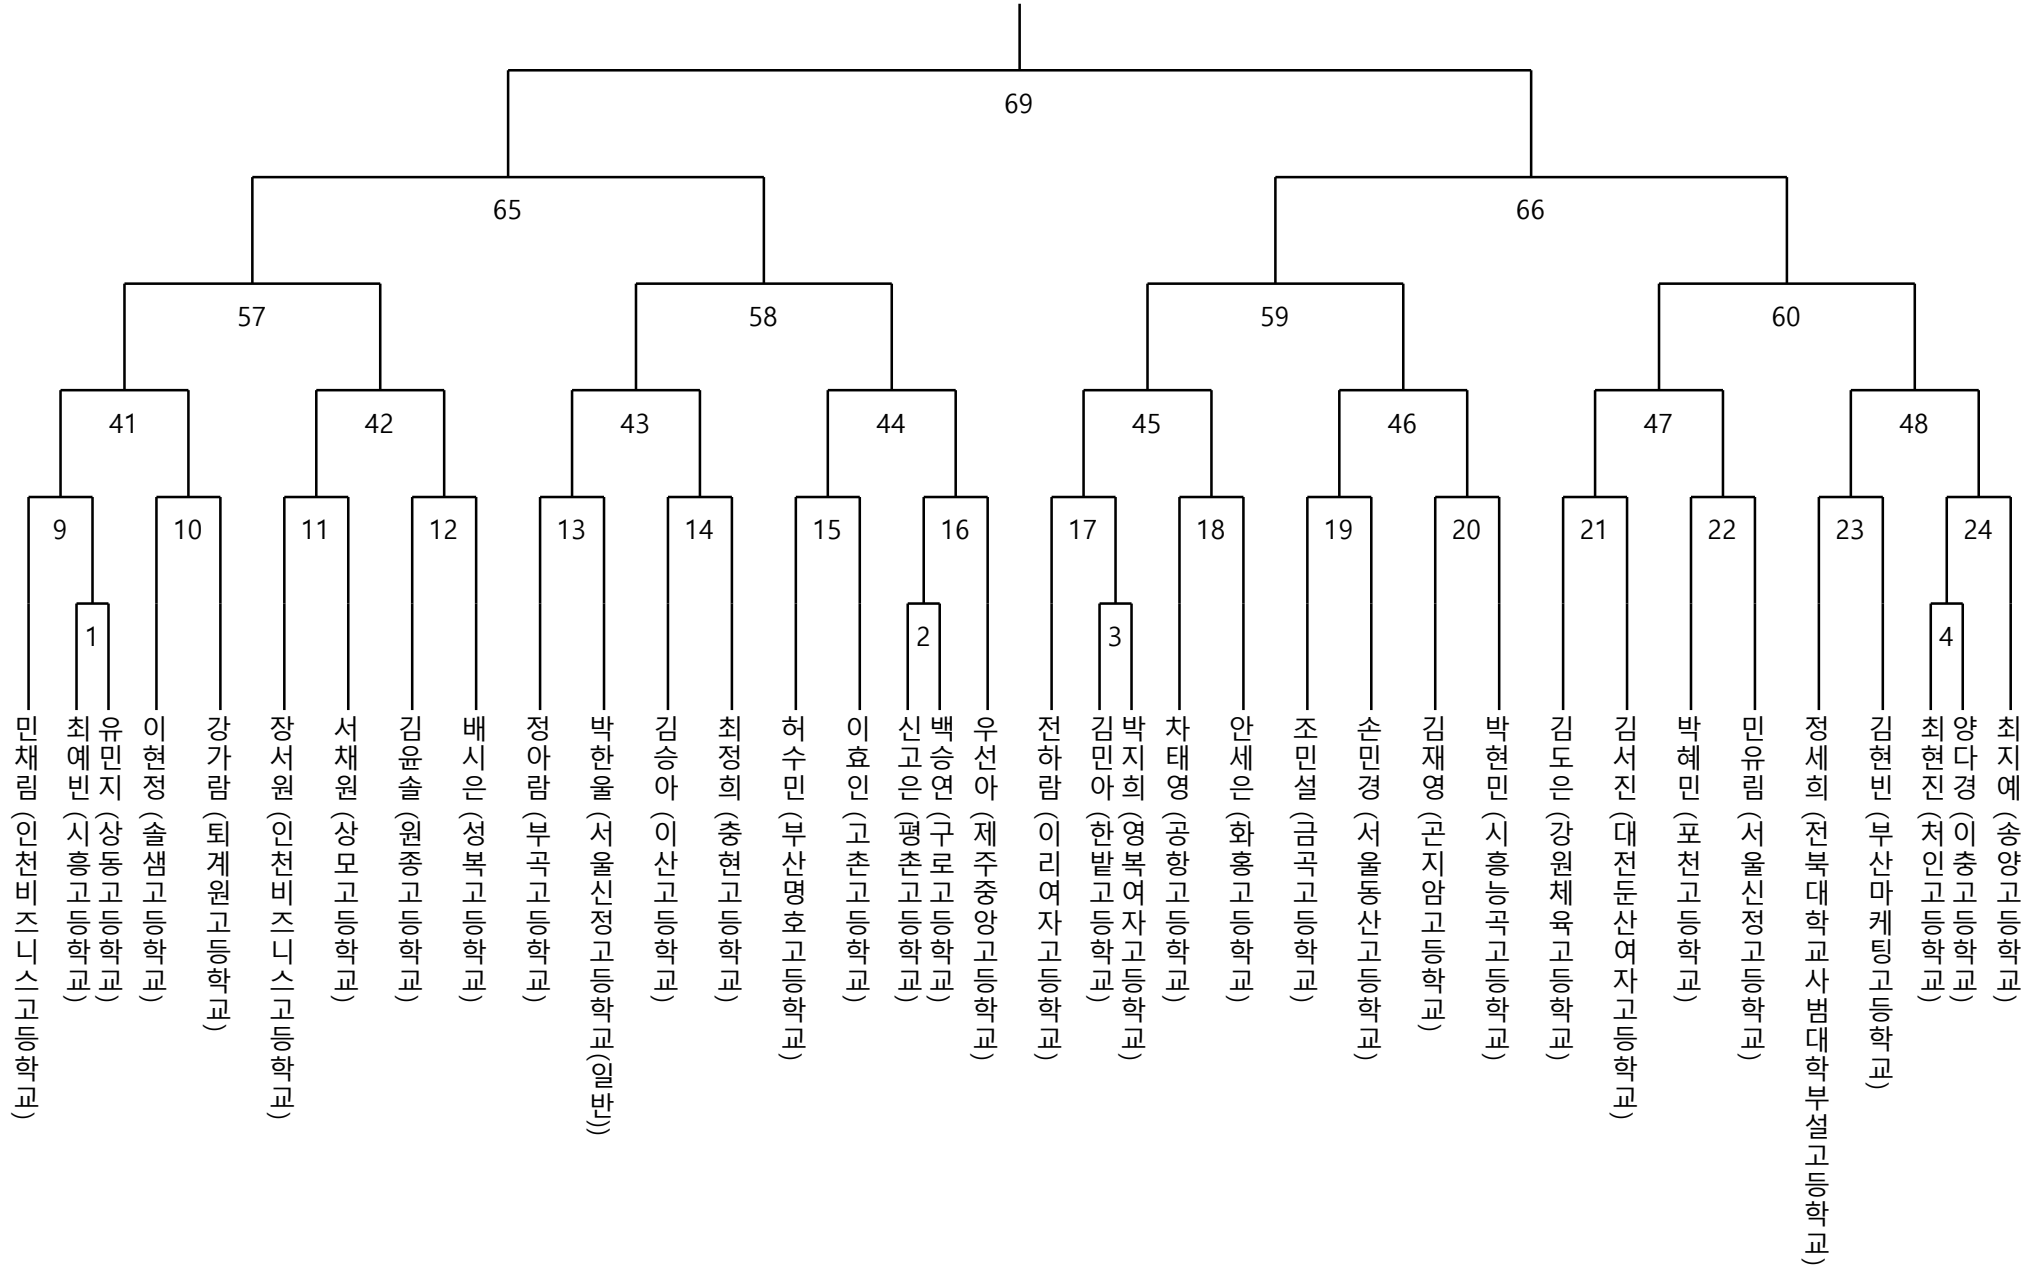 69
65
66
57
58
59
60
41
42
43
44
45
46
47
48
9
10
11
12
13
14
15
16
17
18
19
20
21
22
23
24
1
2
3
4
민채림 (인천비즈니스고등학교)
최예빈 (시흥고등학교)
유민지 (상동고등학교)
이현정 (솔샘고등학교)
강가람 (퇴계원고등학교)
장서원 (인천비즈니스고등학교)
서채원 (상모고등학교)
김윤솔 (원종고등학교)
배시은 (성복고등학교)
정아람 (부곡고등학교)
박한울 (서울신정고등학교(일반))
김승아 (이산고등학교)
최정희 (충현고등학교)
허수민 (부산명호고등학교)
이효인 (고촌고등학교)
신고은 (평촌고등학교)
백승연 (구로고등학교)
우선아 (제주중앙고등학교)
전하람 (이리여자고등학교)
김민아 (한밭고등학교)
박지희 (영복여자고등학교)
차태영 (공항고등학교)
안세은 (화홍고등학교)
조민설 (금곡고등학교)
손민경 (서울동산고등학교)
김재영 (곤지암고등학교)
박현민 (시흥능곡고등학교)
김도은 (강원체육고등학교)
김서진 (대전둔산여자고등학교)
박혜민 (포천고등학교)
민유림 (서울신정고등학교)
정세희 (전북대학교사범대학부설고등학교)
김현빈 (부산마케팅고등학교)
최현진 (처인고등학교)
양다경 (이충고등학교)
최지예 (송양고등학교)